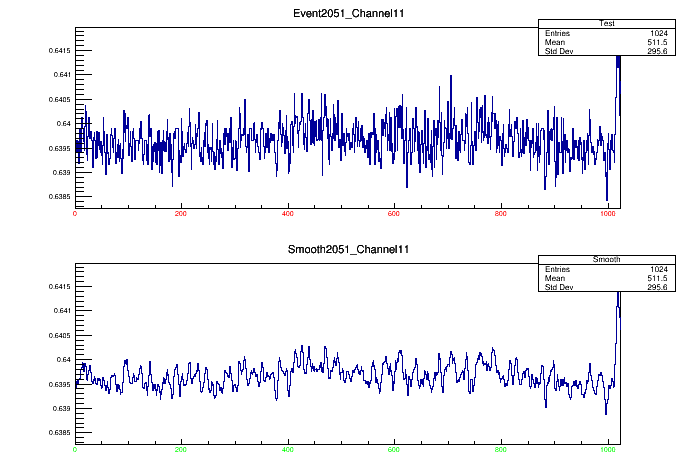 Event2051_Channel11
Test
Entries 1024
Mean 511.5
Std Dev 295.6
0.6415
0.641
0.6405
0.64
0.6395
0.639
0.6385
0 200 400 600 800 1000
Smooth2051_Channel11
Smooth
Entries 1024
Mean 511.5
Std Dev 295.6
0.6415
0.641
0.6405
0.64
0.6395
0.639
0.6385
0 200 400 600 800 1000